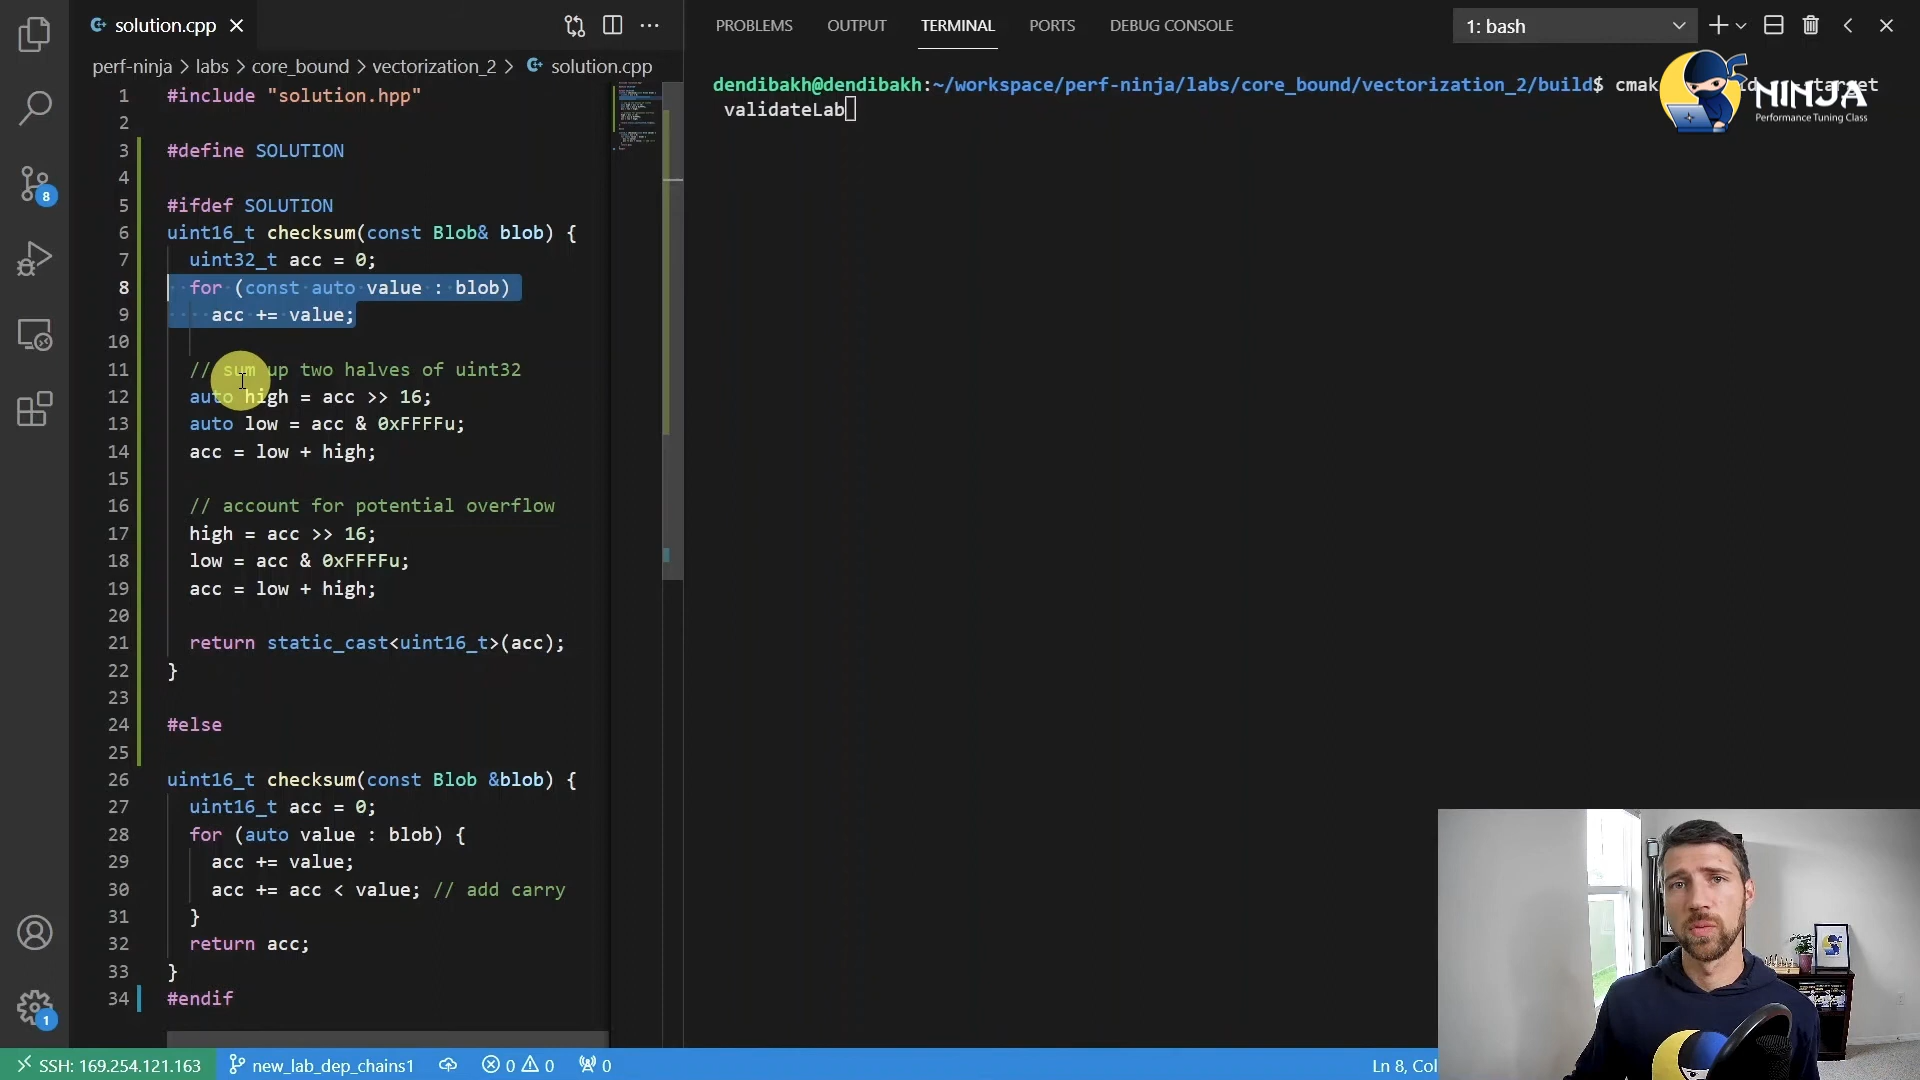 solution.cpp
PROBLEMS OUTPUT TERMINAL PORTS DEBUG CONSOLE 1: bash
perf-ninja > labs > core_bound > vectorization_2 > solution.cpp
1 #include "solution.hpp"
2
3 #define SOLUTION
4
5 #ifdef SOLUTION
6 uint16_t checksum(const Blob& blob) {
7 uint32_t acc = 0;
8 for (const auto value : blob)
9 acc += value;
10
11 // sum up two halves of uint32
12 auto high = acc >> 16;
13 auto low = acc & 0xFFFFu;
14 acc = low + high;
15
16 // account for potential overflow
17 high = acc >> 16;
18 low = acc & 0xFFFFu;
19 acc = low + high;
20
21 return static_cast<uint16_t>(acc);
22 }
23
24 #else
25
26 uint16_t checksum(const Blob &blob) {
27 uint16_t acc = 0;
28 for (auto value : blob) {
29 acc += value;
30 acc += acc < value; // add carry
31 }
32 return acc;
33 }
34 #endif
dendibakh@dendibakh:~/workspace/perf-ninja/labs/core_bound/vectorization_2/build$ cmak
validateLab
NINJA
Performance Tuning Class
8
1
SSH: 169.254.121.163 new_lab_dep_chains1 0 0 0 Ln 8, Col